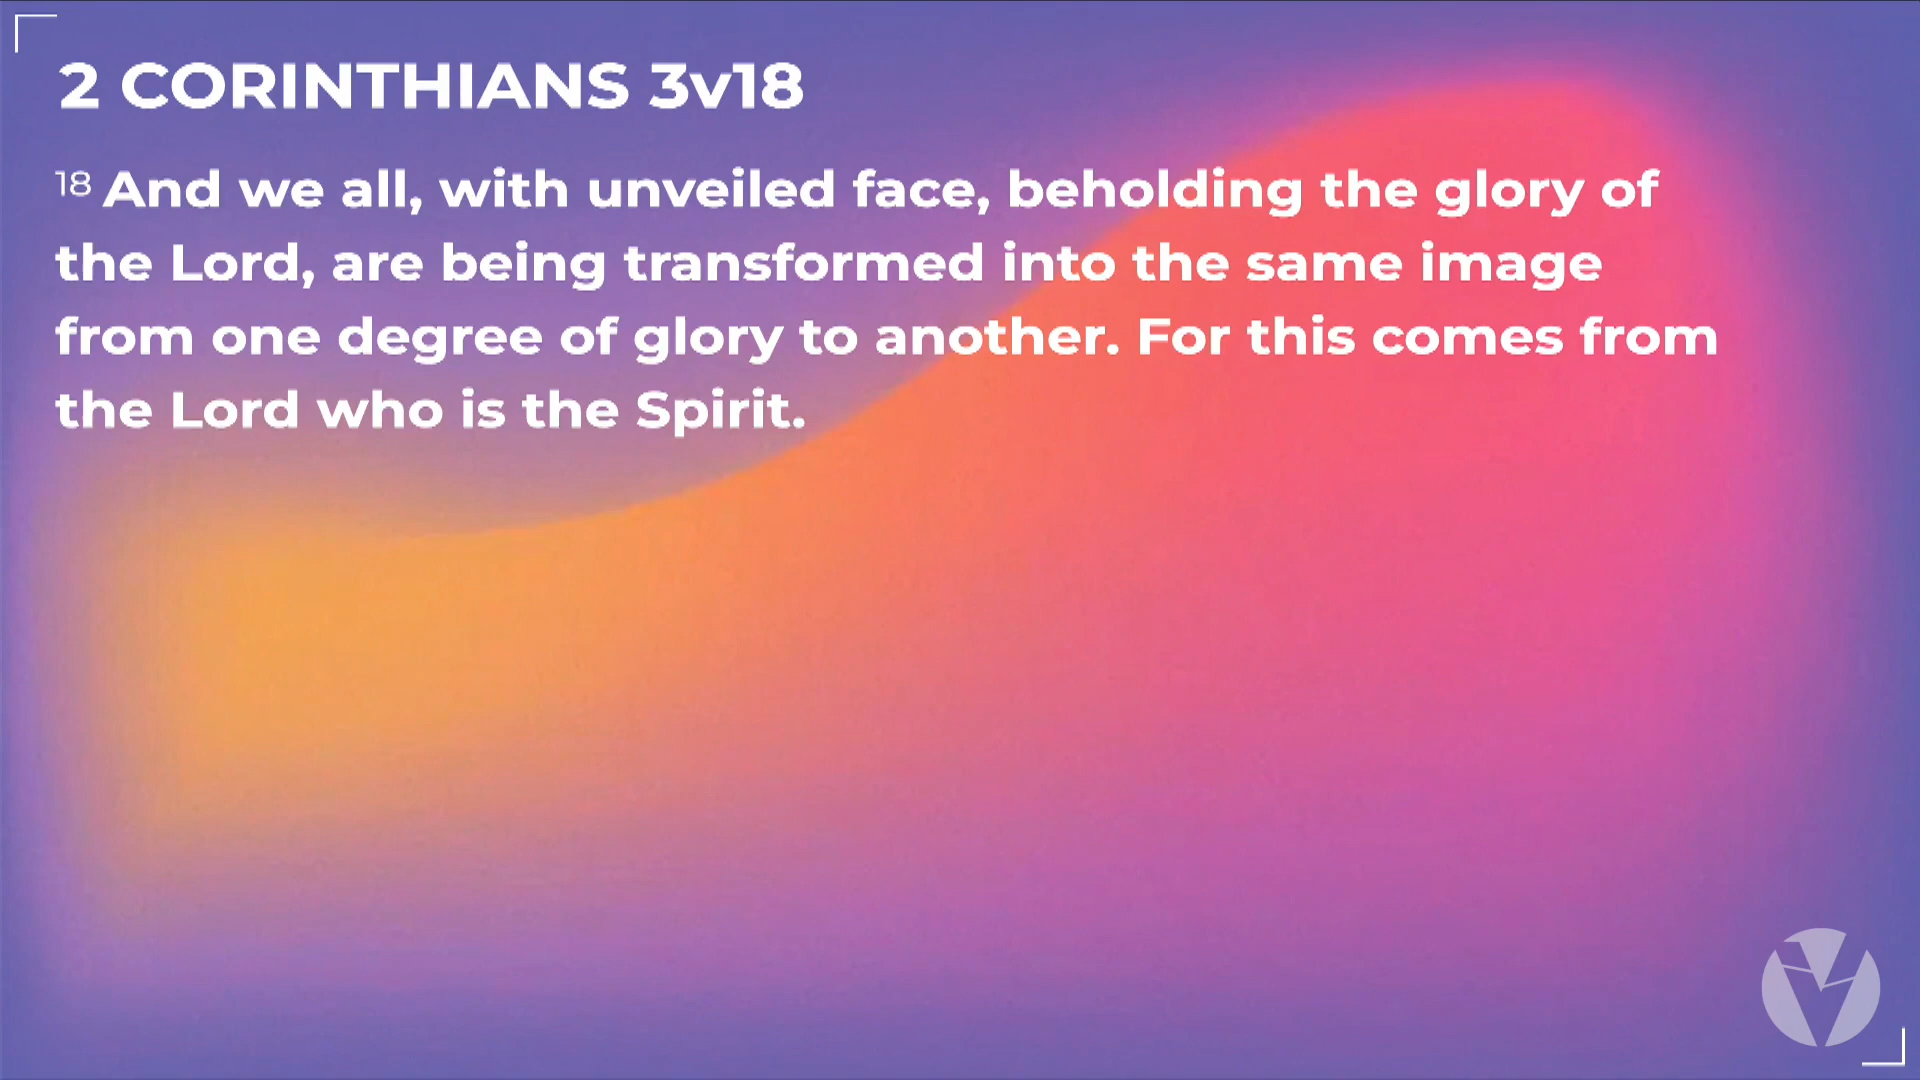 2 CORINTHIANS 3v18
18 And we all, with unveiled face, beholding the glory of
the Lord, are being transformed into the same image
from one degree of glory to another. For this comes from
the Lord who is the Spirit.